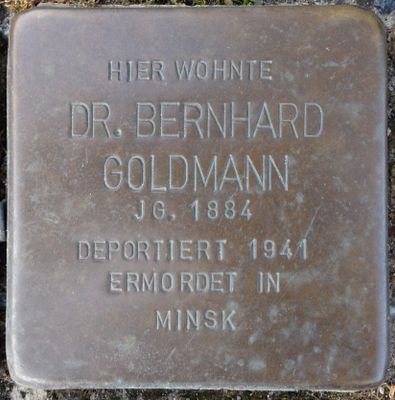 HIER WOHNTE
DR. BERNHARD
GOLDMANN
JG. 1884
DEPORTIERT 1941
ERMORDET IN
MINSK